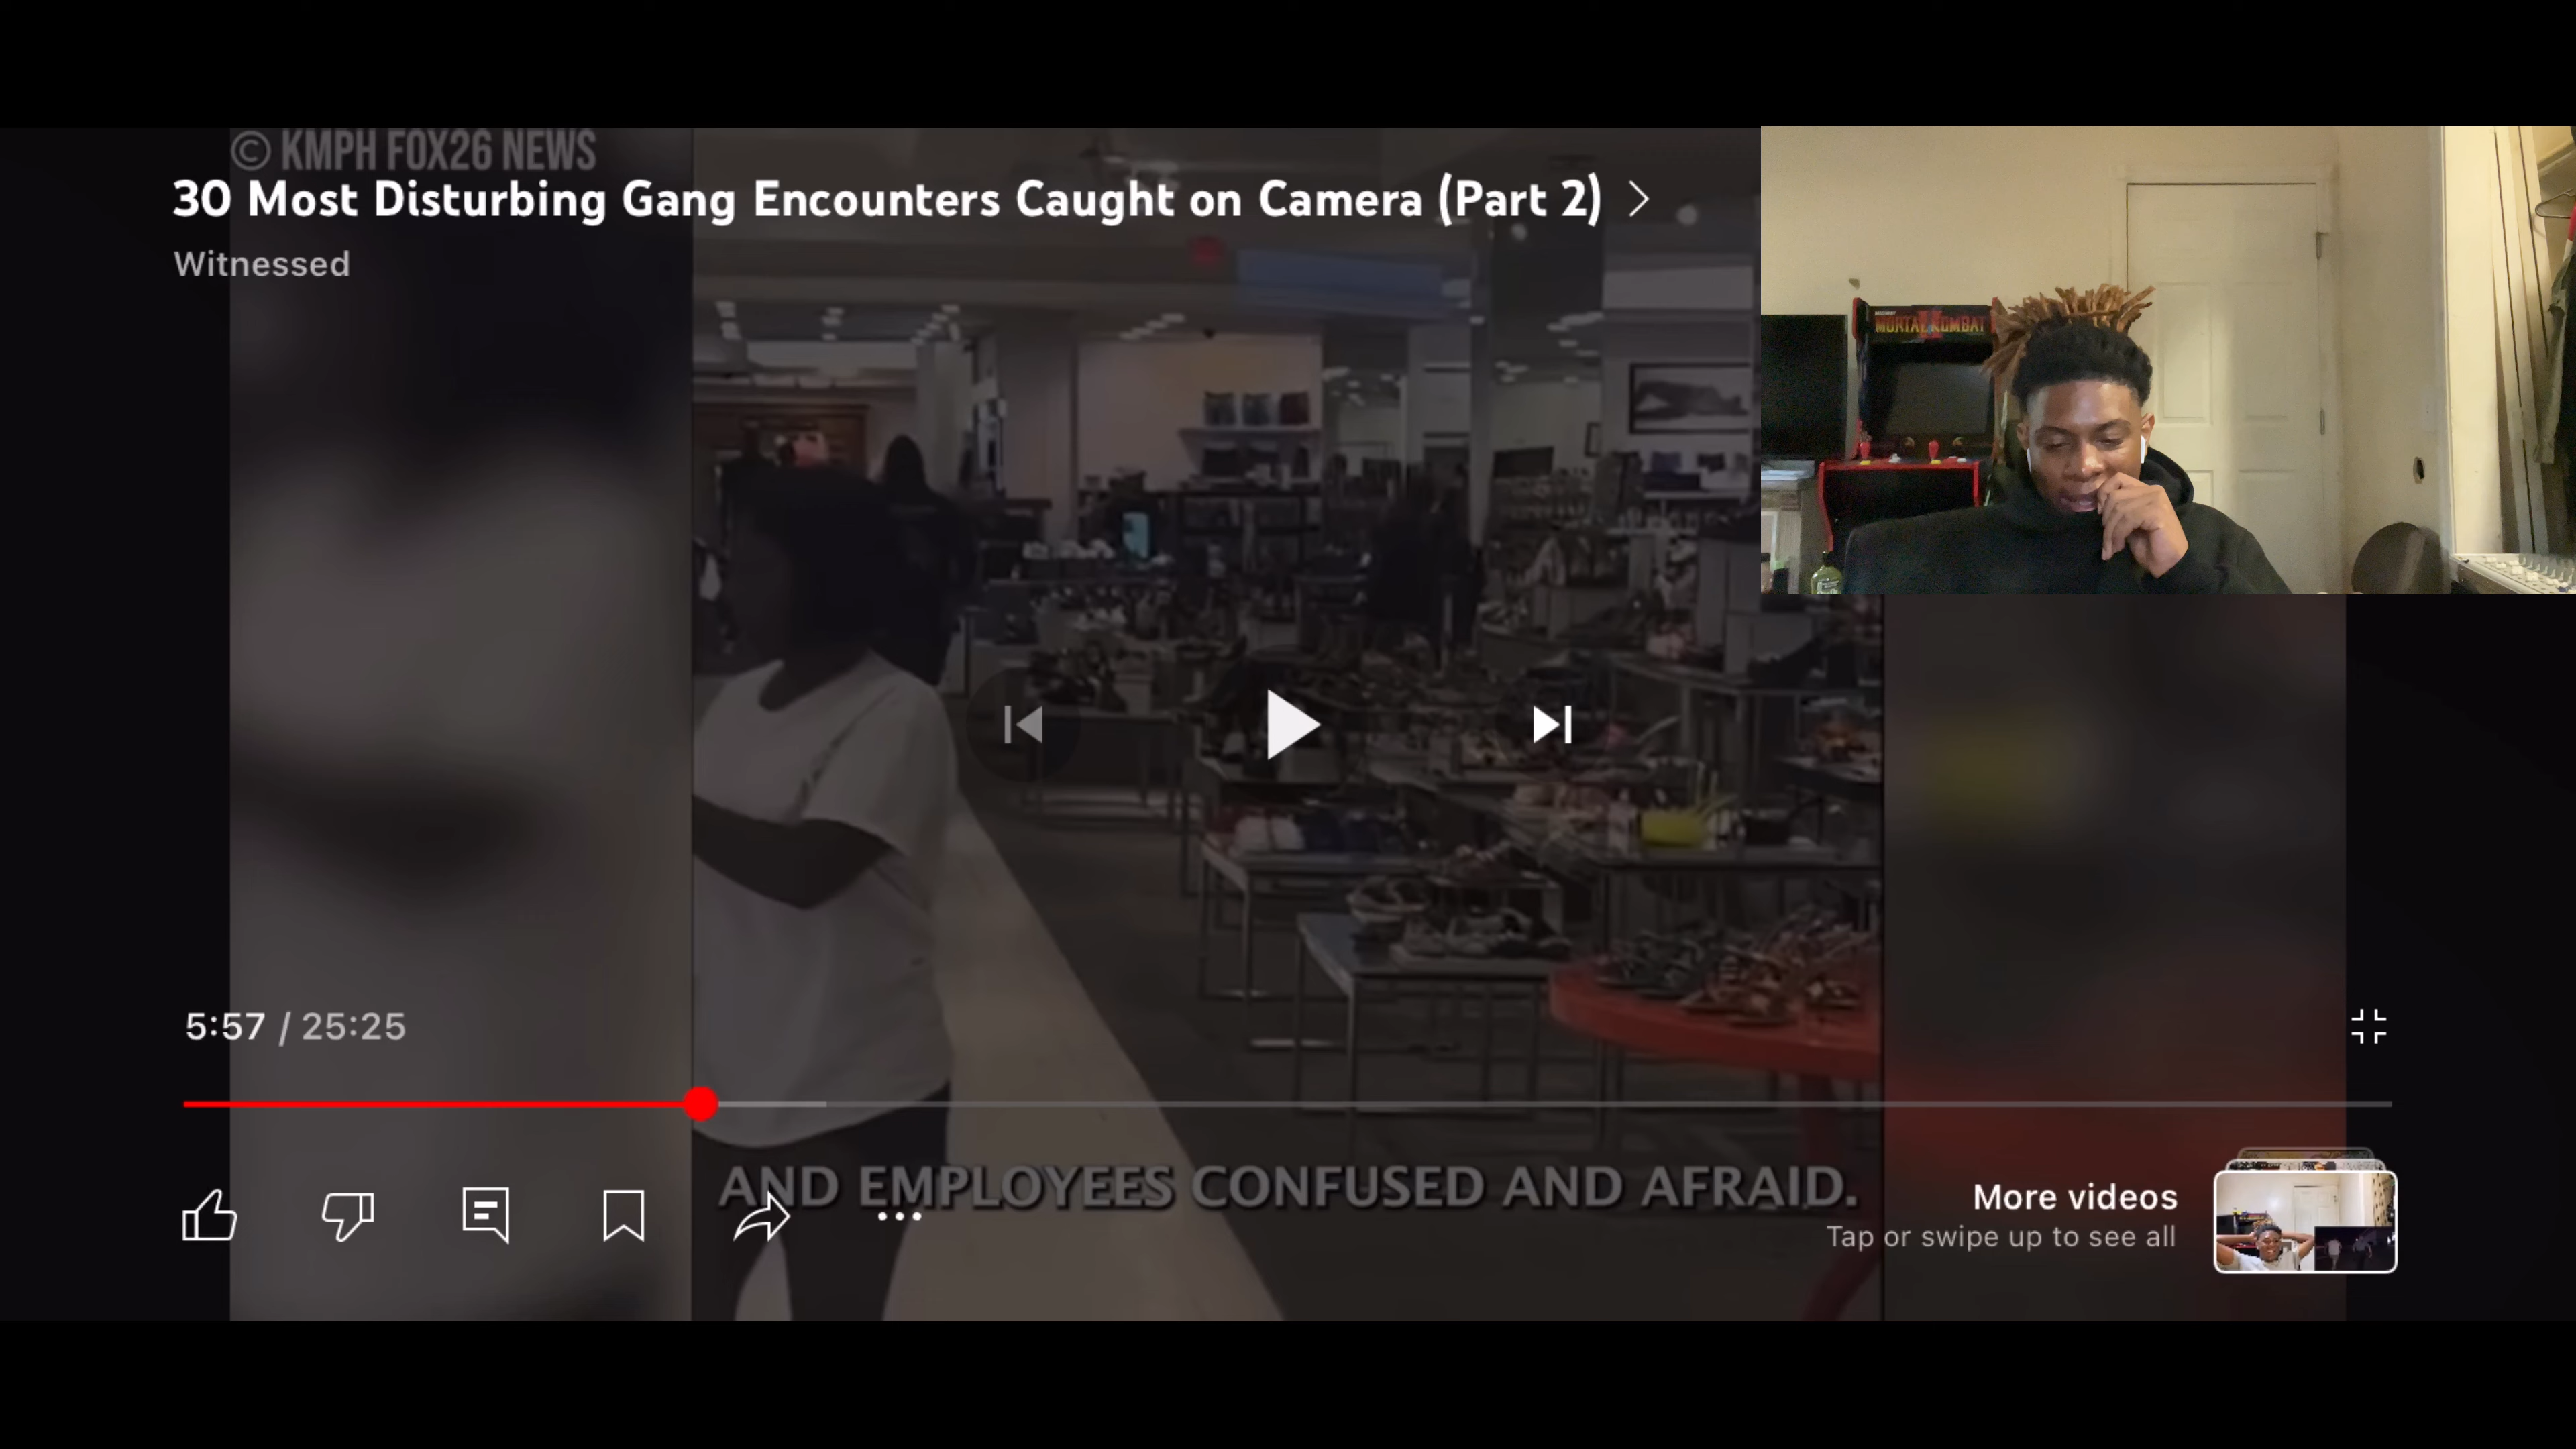 © KMPH FOX26 NEWS
30 Most Disturbing Gang Encounters Caught on Camera (Part 2)
Witnessed
MORTAL KOMBAT
5:57 / 25:25
AND EMPLOYEES CONFUSED AND AFRAID.
More videos
Tap or swipe up to see all